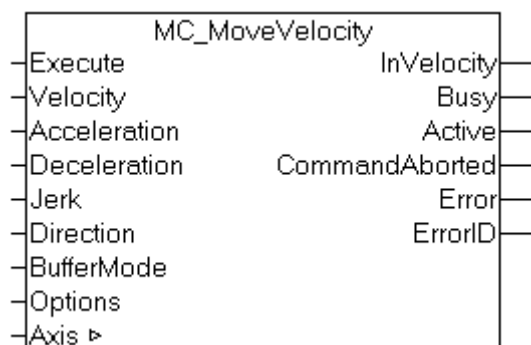 MC_MoveVelocity
Execute InVelocity
Velocity Busy
Acceleration Active
Deceleration CommandAborted
Jerk Error
Direction ErrorID
BufferMode
Options
Axis ▹